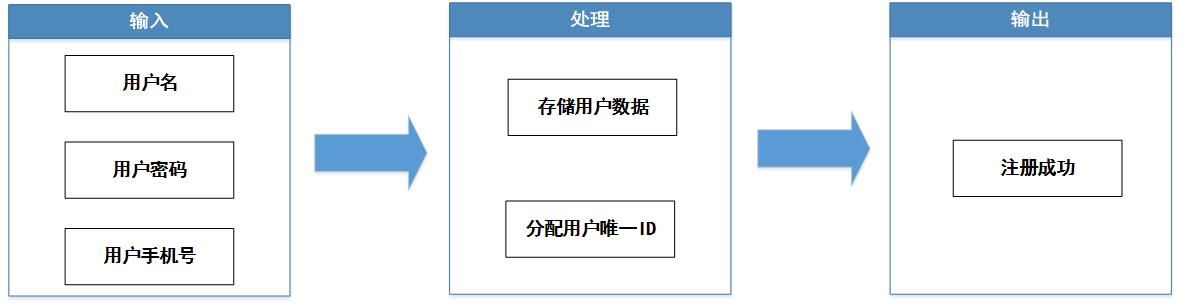 输入
用户名
用户密码
用户手机号
处理
存储用户数据
分配用户唯一ID
输出
注册成功